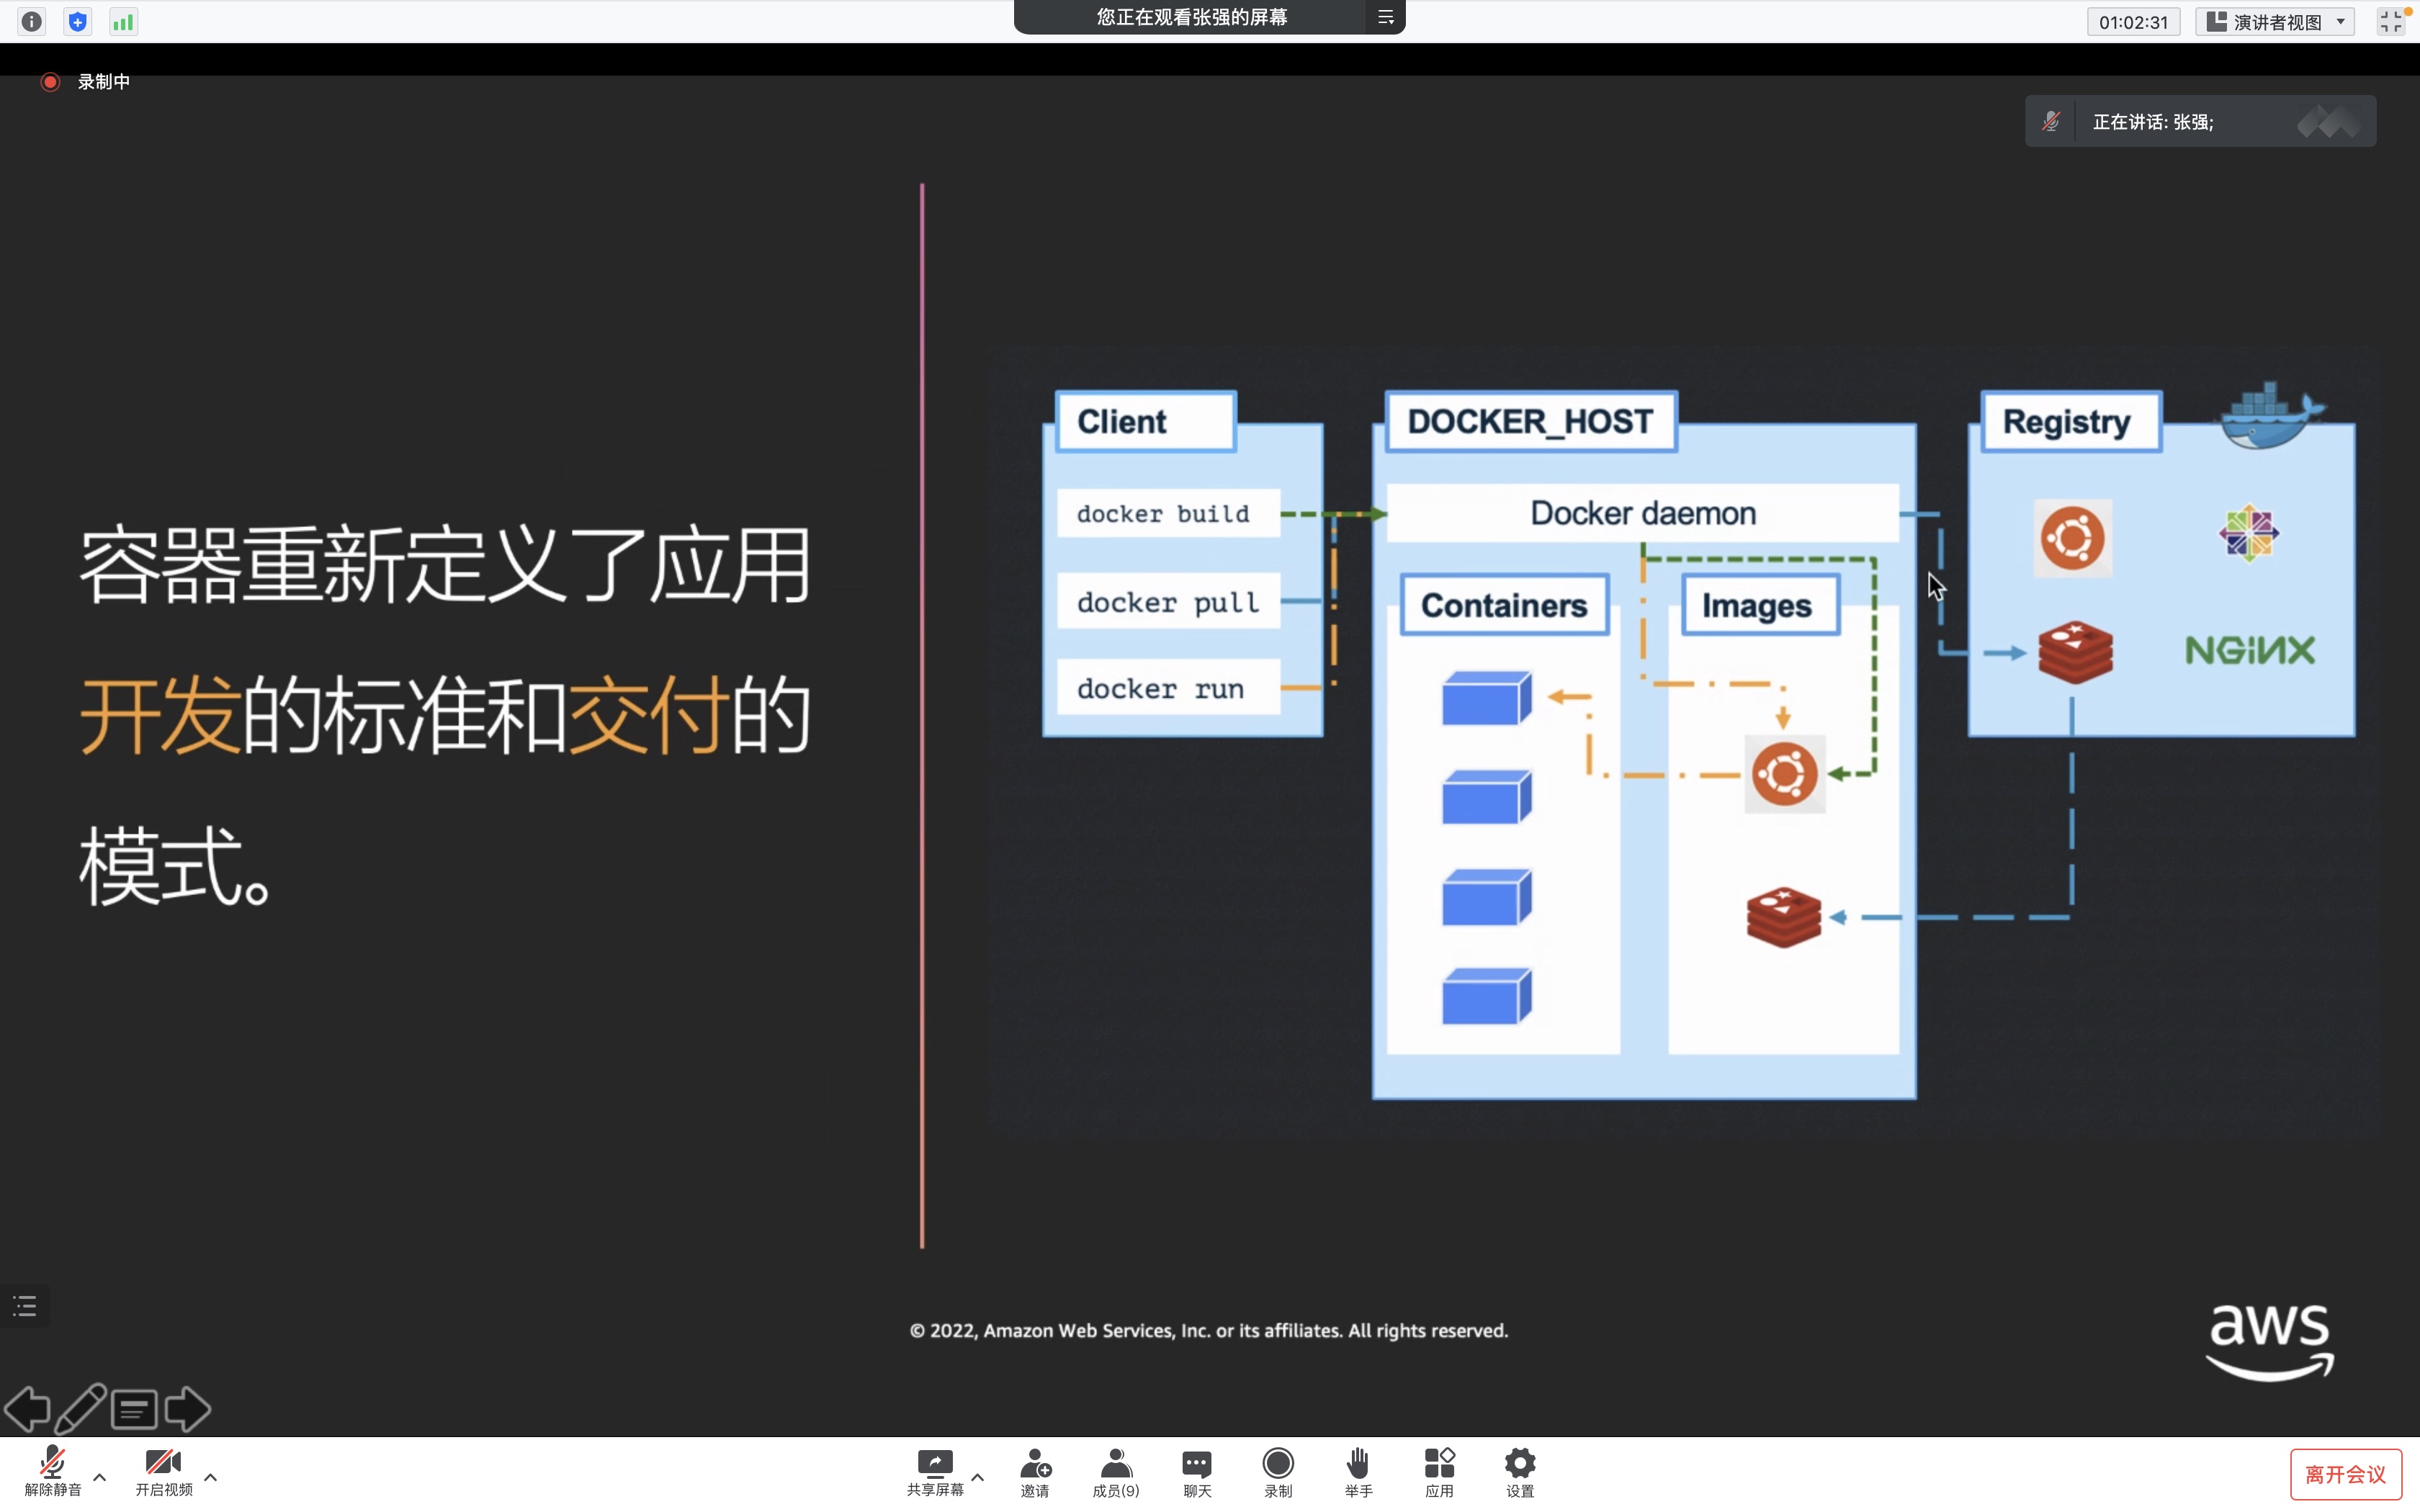 您正在观看张强的屏幕
01:02:31
演讲者视图
录制中
正在讲话: 张强;
容器重新定义了应用
开发的标准和交付的
模式。
Client
docker build
docker pull
docker run
DOCKER_HOST
Docker daemon
Containers
Images
Registry
NGiNX
© 2022, Amazon Web Services, Inc. or its affiliates. All rights reserved.
aws
解除静音
开启视频
共享屏幕
邀请
成员(9)
聊天
录制
举手
应用
设置
离开会议